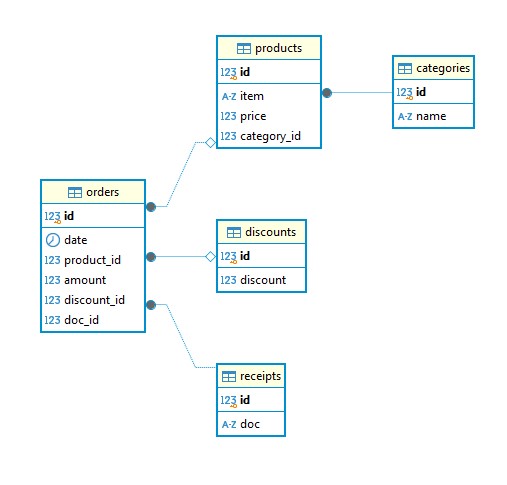 products
123 id
A-Z item
123 price
123 category_id
categories
123 id
A-Z name
orders
123 id
date
123 product_id
123 amount
123 discount_id
123 doc_id
discounts
123 id
123 discount
receipts
123 id
A-Z doc